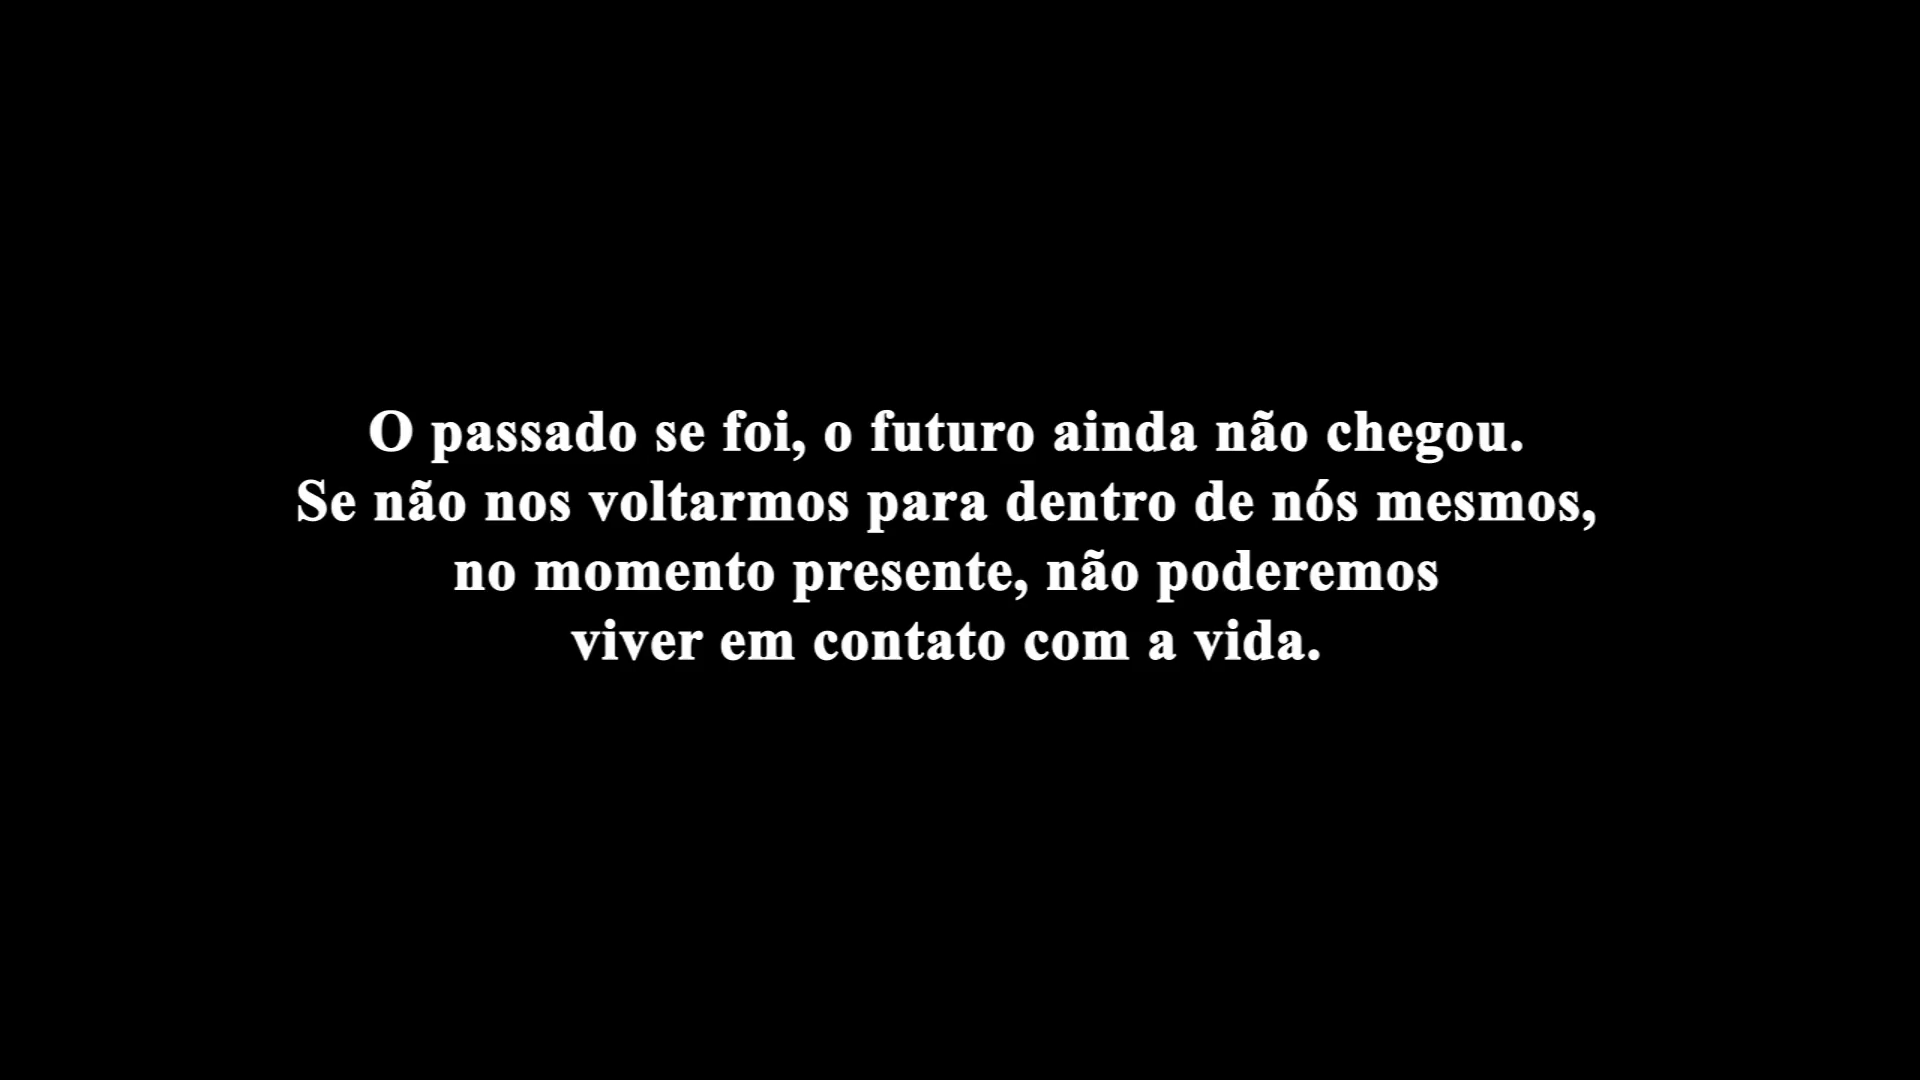 O passado se foi, o futuro ainda não chegou.
Se não nos voltarmos para dentro de nós mesmos,
no momento presente, não poderemos
viver em contato com a vida.